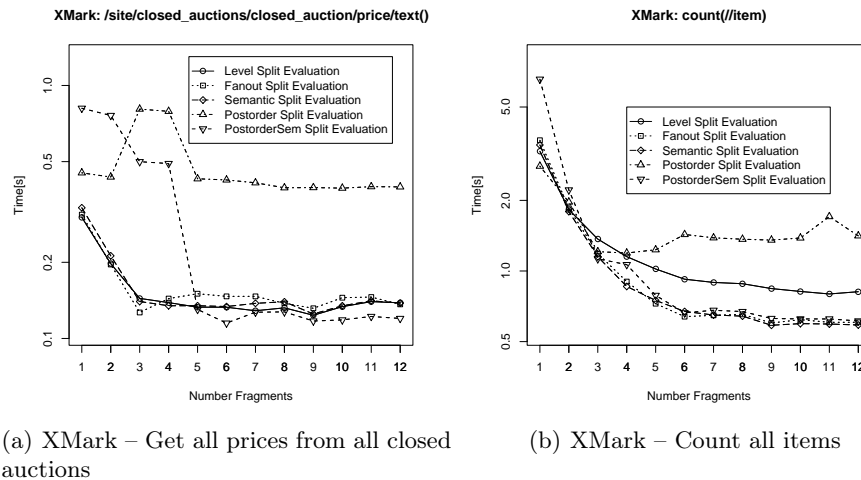 XMark: /site/closed_auctions/closed_auction/price/text()
Time[s]
1.0
0.5
0.2
0.1
Level Split Evaluation
Fanout Split Evaluation
Semantic Split Evaluation
Postorder Split Evaluation
PostorderSem Split Evaluation
1 2 3 4 5 6 7 8 9 10 11 12
Number Fragments
(a) XMark – Get all prices from all closed
auctions
XMark: count(//item)
Time[s]
5.0
2.0
1.0
0.5
Level Split Evaluation
Fanout Split Evaluation
Semantic Split Evaluation
Postorder Split Evaluation
PostorderSem Split Evaluation
1 2 3 4 5 6 7 8 9 10 11 12
Number Fragments
(b) XMark – Count all items